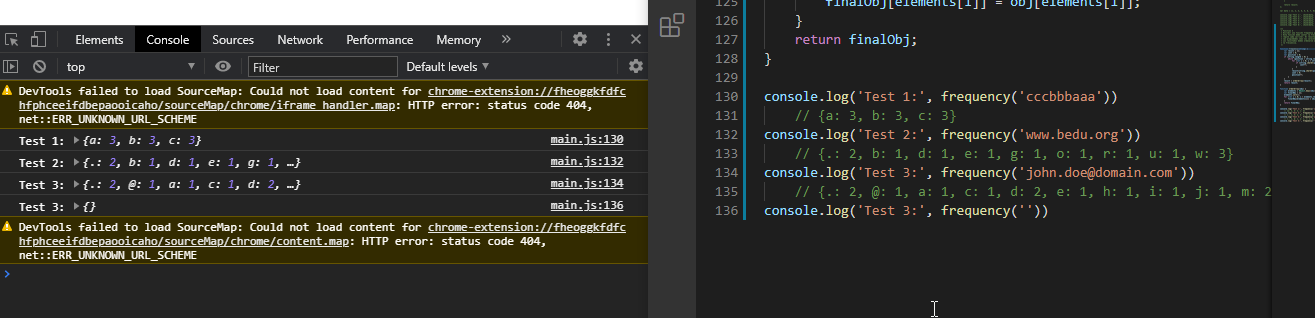 Elements Console Sources Network Performance Memory »
top Filter Default levels ▼
DevTools failed to load SourceMap: Could not load content for chrome-extension://fheoggkfdfc
hfphceeifdbepaooicaho/sourceMap/chrome/iframe_handler.map: HTTP error: status code 404,
net::ERR_UNKNOWN_URL_SCHEME
Test 1: ▶{a: 3, b: 3, c: 3} main.js:130
Test 2: ▶{.: 2, b: 1, d: 1, e: 1, g: 1, …} main.js:132
Test 3: ▶{.: 2, @: 1, a: 1, c: 1, d: 2, …} main.js:134
Test 3: ▶{} main.js:136
DevTools failed to load SourceMap: Could not load content for chrome-extension://fheoggkfdfc
hfphceeifdbepaooicaho/sourceMap/chrome/content.map: HTTP error: status code 404,
net::ERR_UNKNOWN_URL_SCHEME
>
125 finalObj[elements[i]] = obj[elements[i]];
126 }
127 return finalObj;
128 }
129
130 console.log('Test 1:', frequency('cccbbbaaa'))
131 // {a: 3, b: 3, c: 3}
132 console.log('Test 2:', frequency('www.bedu.org'))
133 // {.: 2, b: 1, d: 1, e: 1, g: 1, o: 1, r: 1, u: 1, w: 3}
134 console.log('Test 3:', frequency('john.doe@domain.com'))
135 // {.: 2, @: 1, a: 1, c: 1, d: 2, e: 1, h: 1, i: 1, j: 1, m: 2
136 console.log('Test 3:', frequency(''))